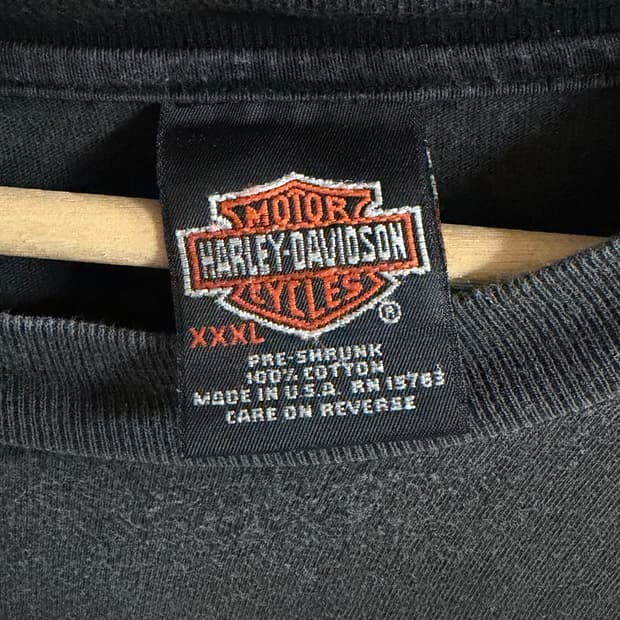 MOTOR
HARLEY-DAVIDSON
CYCLES
®
XXXL
PRE-SHRUNK
100% COTTON
MADE IN U.S.A. RN 15763
CARE ON REVERSE